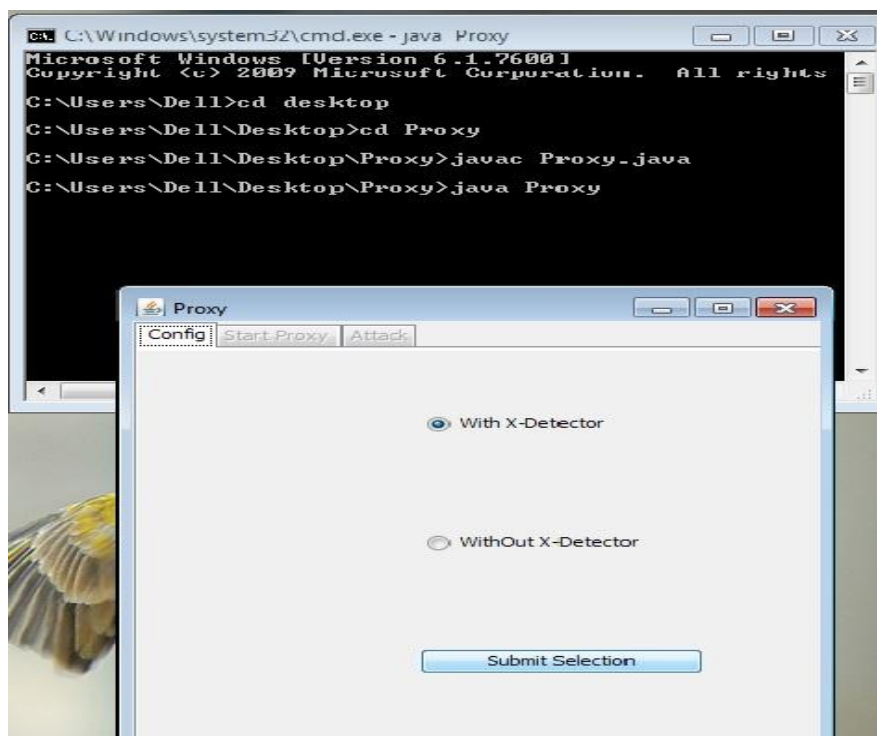 C:\Windows\system32\cmd.exe - java Proxy
Microsoft Windows [Version 6.1.7600]
Copyright (c) 2009 Microsoft Corporation. All rights
C:\Users\Dell>cd desktop
C:\Users\Dell\Desktop>cd Proxy
C:\Users\Dell\Desktop\Proxy>javac Proxy.java
C:\Users\Dell\Desktop\Proxy>java Proxy
Proxy
Config Start Proxy Attack
With X-Detector
WithOut X-Detector
Submit Selection